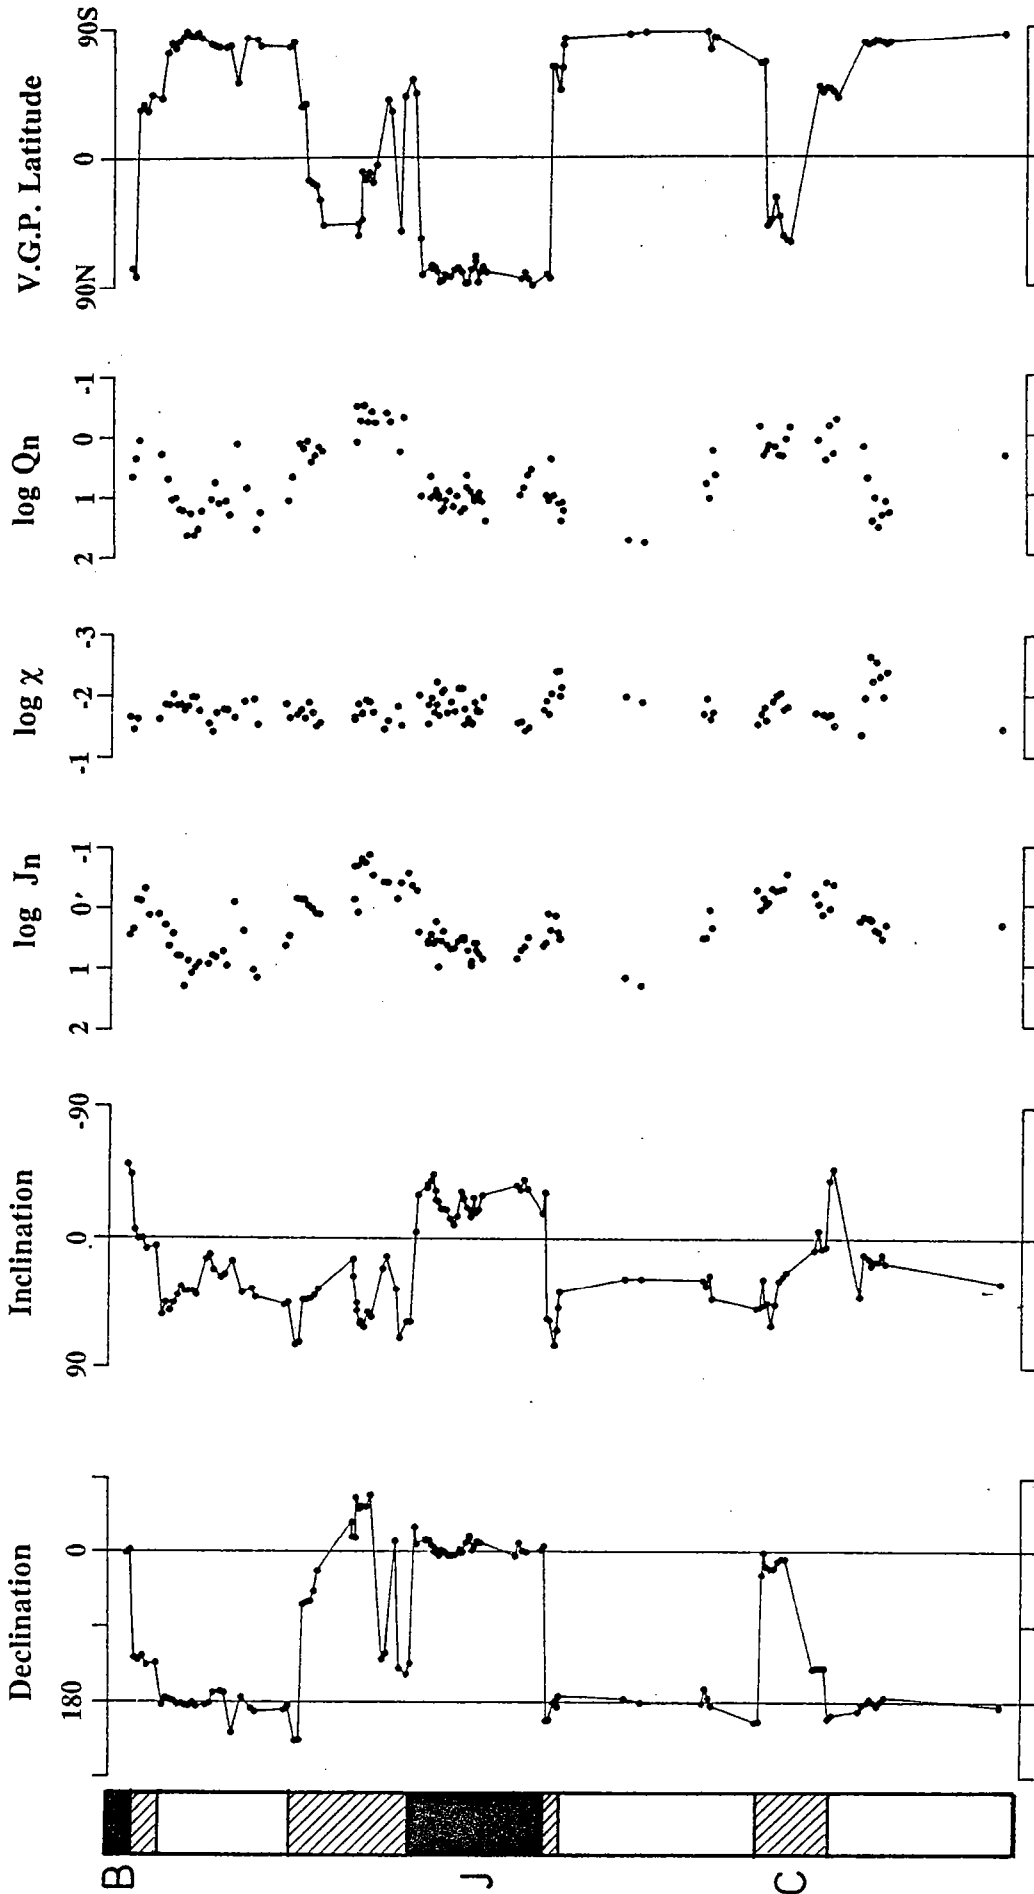 V.G.P. Latitude
90N 0 90S
log Qn
2 1 0 -1
log χ
-1 -2 -3
log Jn
2 1 0 -1
Inclination
90 0 -90
Declination
180 0
B
J
C